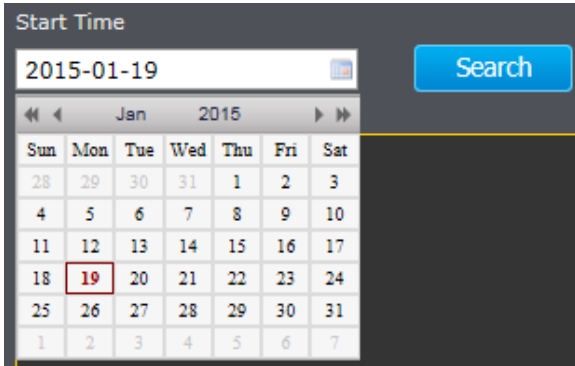 Start Time
2015-01-19 Search
Jan 2015
Sun Mon Tue Wed Thu Fri Sat
28 29 30 31 1 2 3
4 5 6 7 8 9 10
11 12 13 14 15 16 17
18 19 20 21 22 23 24
25 26 27 28 29 30 31
1 2 3 4 5 6 7